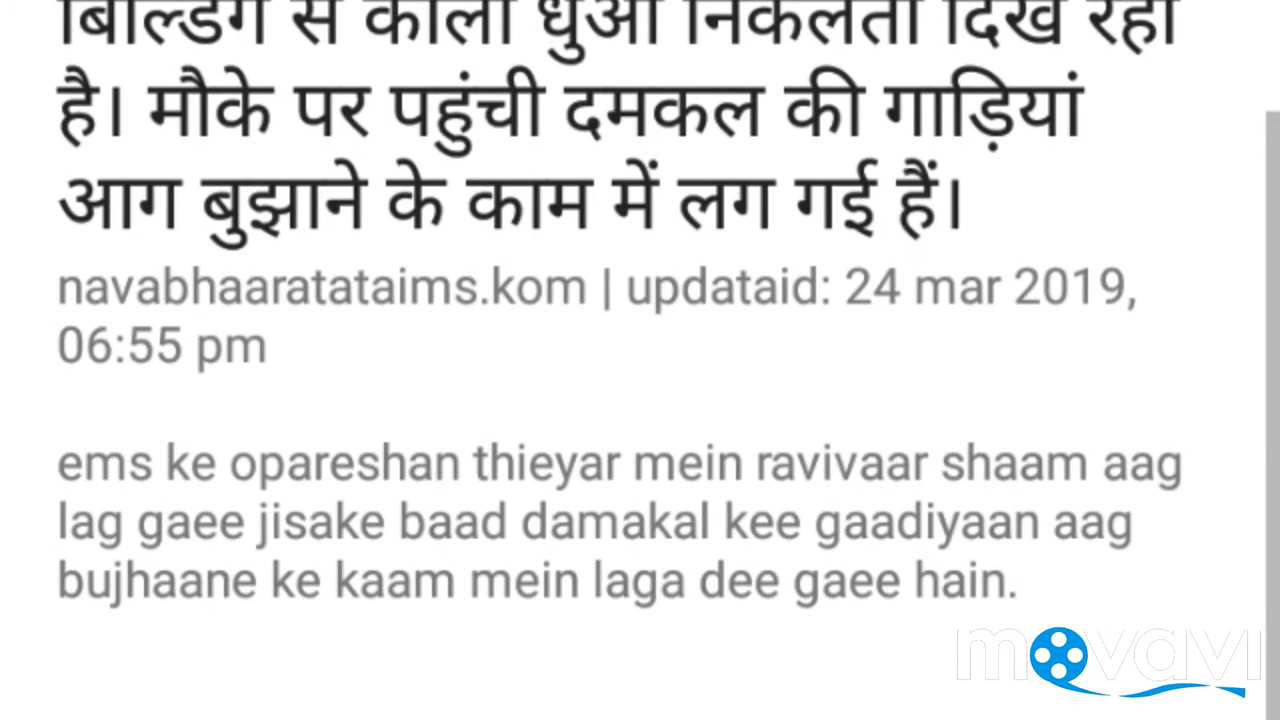 बिल्डिंग से काला धुआं निकलता दिख रहा
है। मौके पर पहुंची दमकल की गाड़ियां
आग बुझाने के काम में लग गई हैं।
navabhaaratataims.kom | updataid: 24 mar 2019,
06:55 pm
ems ke opareshan thieyar mein ravivaar shaam aag
lag gaee jisake baad damakal kee gaadiyaan aag
bujhaane ke kaam mein laga dee gaee hain.
movavi